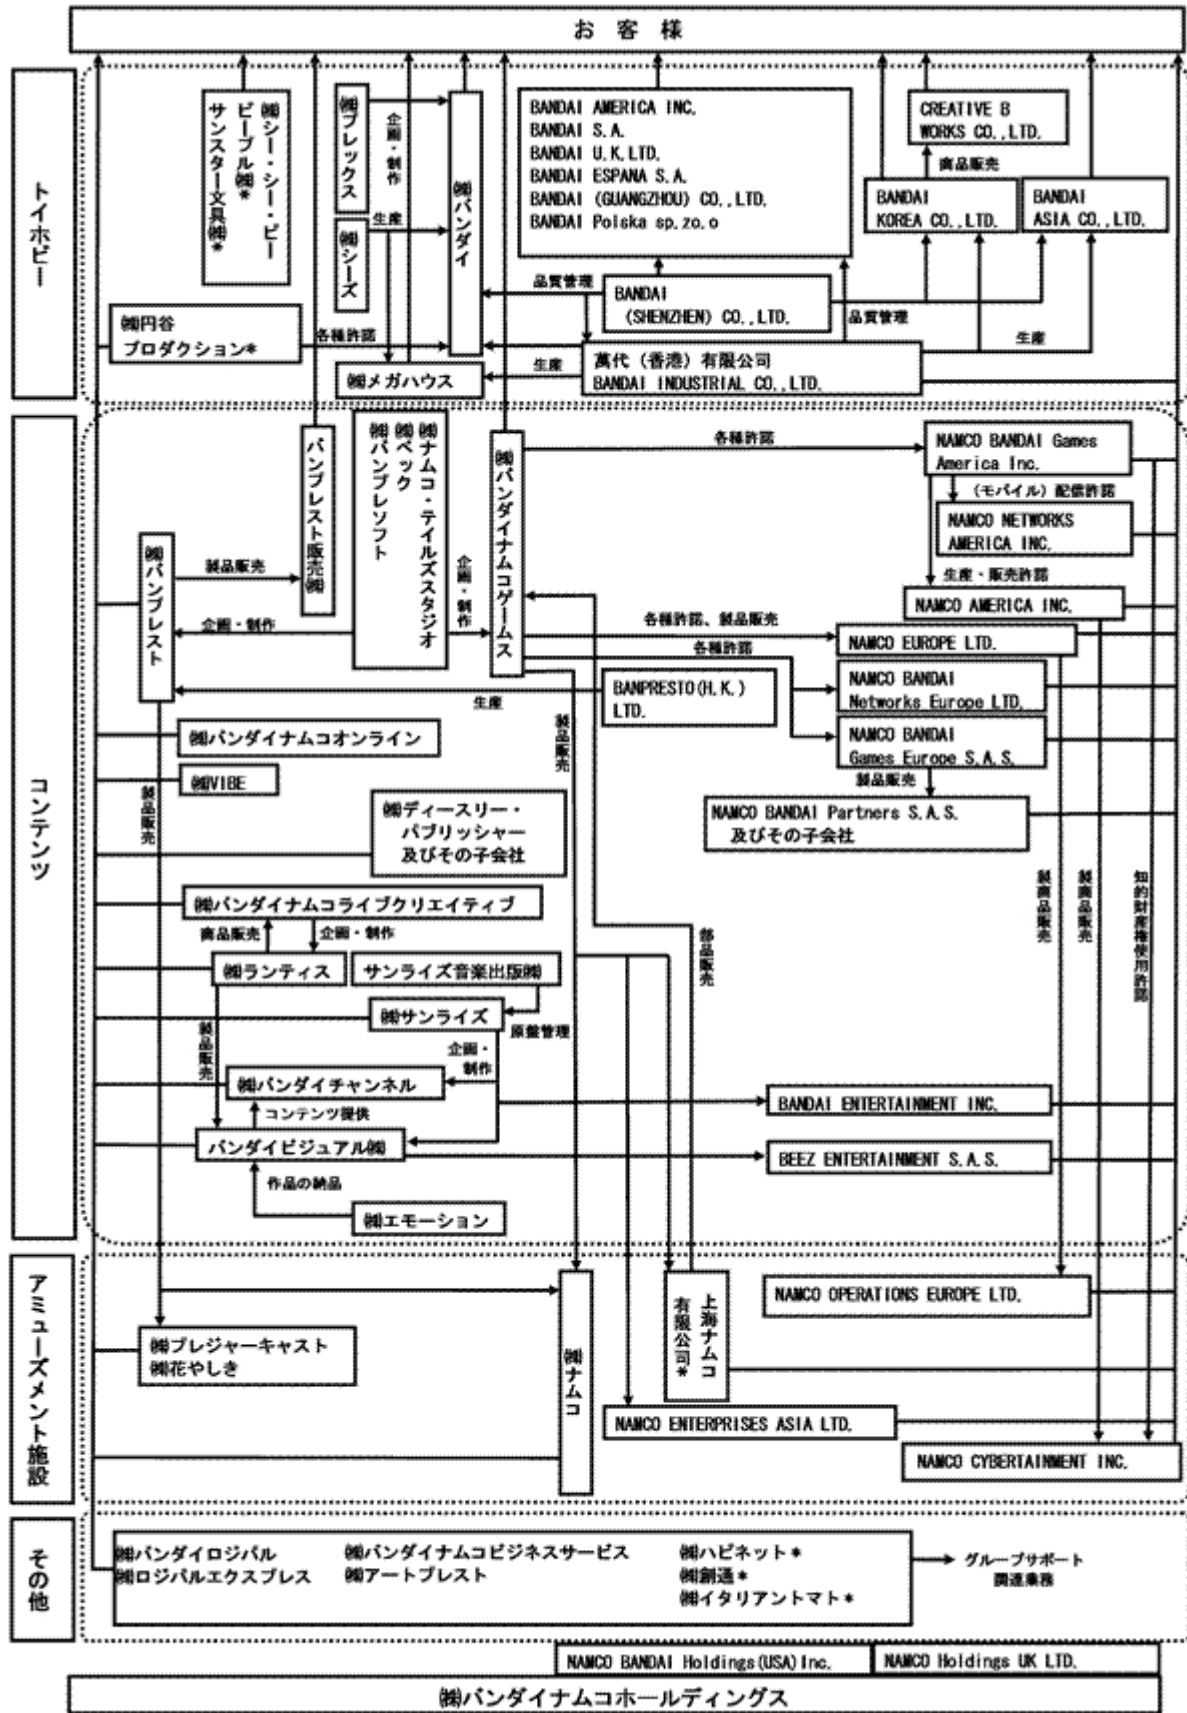 お客様
トイホビー
㈱シー・シー・ピー
ピープル㈱*
サンスター文具㈱*
㈱プレックス
企画・制作
㈱シーズ
生産
㈱バンダイ
BANDAI AMERICA INC.
BANDAI S.A.
BANDAI U.K.LTD.
BANDAI ESPANA S.A.
BANDAI (GUANGZHOU) CO.,LTD.
BANDAI Polska sp.zo.o
CREATIVE B
WORKS CO.,LTD.
商品販売
BANDAI
KOREA CO.,LTD.
BANDAI
ASIA CO.,LTD.
品質管理
BANDAI
(SHENZHEN) CO.,LTD.
品質管理
㈱円谷
プロダクション*
各種許諾
生産
㈱メガハウス
生産
萬代（香港）有限公司
BANDAI INDUSTRIAL CO.,LTD.
コンテンツ
バンプレスト販売㈱
㈱ナムコ・テイルズスタジオ
㈱ベック
㈱バンプレソフト
㈱バンダイナムコゲームス
各種許諾
NAMCO BANDAI Games
America Inc.
（モバイル）配信許諾
NAMCO NETWORKS
AMERICA INC.
生産・販売許諾
NAMCO AMERICA INC.
㈱バンプレスト
製品販売
企画・制作
企画・制作
各種許諾、製品販売
NAMCO EUROPE LTD.
各種許諾
NAMCO BANDAI
Networks Europe LTD.
BANPRESTO(H.K.)
LTD.
生産
NAMCO BANDAI
Games Europe S.A.S.
製品販売
NAMCO BANDAI Partners S.A.S.
及びその子会社
㈱バンダイナムコオンライン
㈱VIBE
製品販売
製品販売
㈱ディースリー・
パブリッシャー
及びその子会社
㈱バンダイナムコライブクリエイティブ
商品販売
企画・制作
㈱ランティス
サンライズ音楽出版㈱
㈱サンライズ
原盤管理
製品販売
企画・
制作
部品販売
製商品販売
製商品販売
知的財産権使用許諾
㈱バンダイチャンネル
コンテンツ提供
バンダイビジュアル㈱
作品の納品
㈱エモーション
BANDAI ENTERTAINMENT INC.
BEEZ ENTERTAINMENT S.A.S.
アミューズメント施設
㈱プレジャーキャスト
㈱花やしき
㈱ナムコ
上海ナムコ
有限公司*
NAMCO OPERATIONS EUROPE LTD.
NAMCO ENTERPRISES ASIA LTD.
NAMCO CYBERTAINMENT INC.
その他
㈱バンダイロジパル
㈱ロジパルエクスプレス
㈱バンダイナムコビジネスサービス
㈱アートプレスト
㈱ハピネット*
㈱創通*
㈱イタリアントマト*
グループサポート
関連業務
NAMCO BANDAI Holdings(USA)Inc.
NAMCO Holdings UK LTD.
㈱バンダイナムコホールディングス